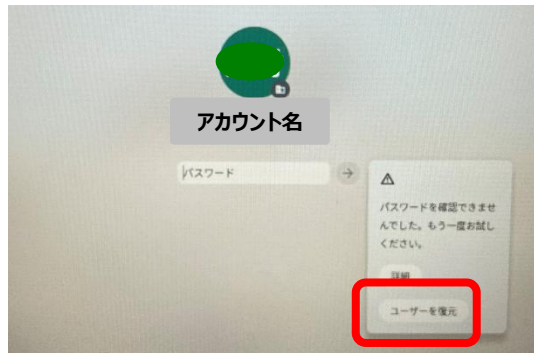 アカウント名
パスワード
パスワードを確認できませ
んでした。もう一度お試し
ください。
詳細
ユーザーを復元